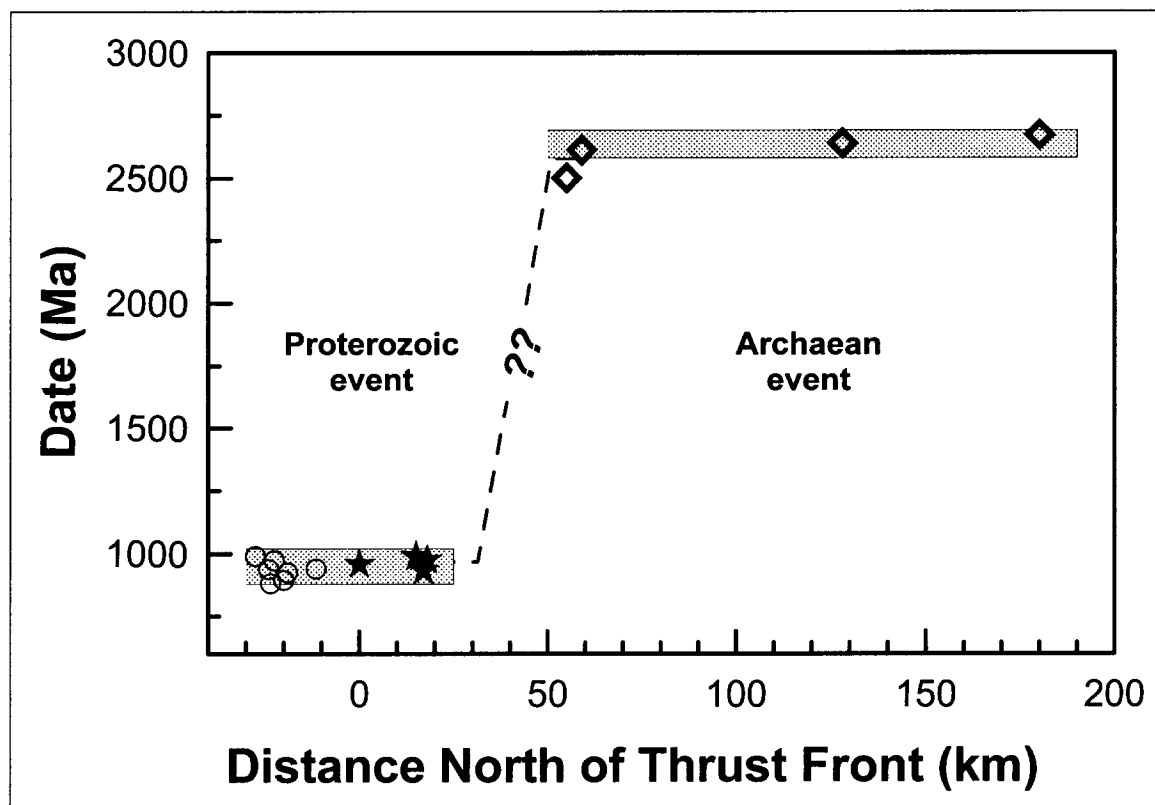 3000
2500
2000
1500
1000
Date (Ma)
Proterozoic
event
??
Archaean
event
0
50
100
150
200
Distance North of Thrust Front (km)